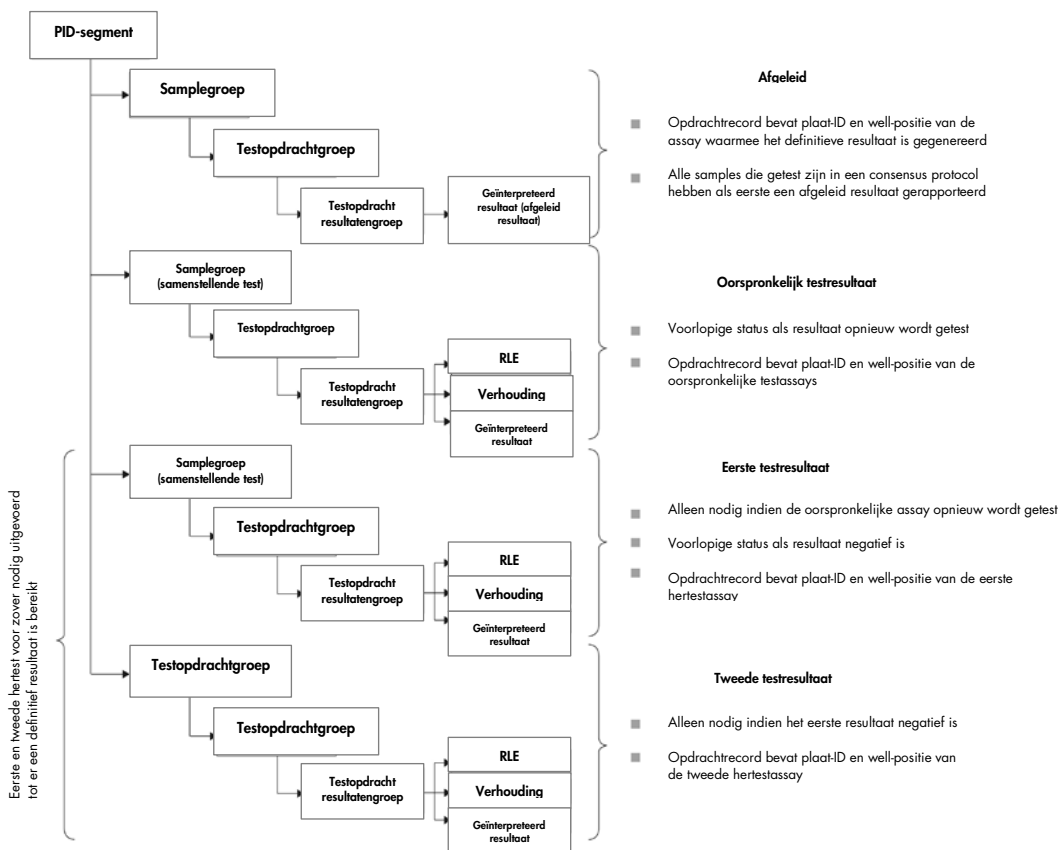 PID-segment
Samplegroep
Testopdrachtgroep
Testopdracht
resultatengroep
Geïnterpreteerd
resultaat (afgeleid
resultaat)
Afgeleid
Opdrachtrecord bevat plaat-ID en well-positie van de
assay waarmee het definitieve resultaat is gegenereerd
Alle samples die getest zijn in een consensus protocol
hebben als eerste een afgeleid resultaat gerapporteerd
Samplegroep
(samenstellende test)
Testopdrachtgroep
Testopdracht
resultatengroep
RLE
Verhouding
Geïnterpreteerd
resultaat
Oorspronkelijk testresultaat
Voorlopige status als resultaat opnieuw wordt getest
Opdrachtrecord bevat plaat-ID en well-positie van de
oorspronkelijke testassays
Eerste en tweede hertest voor zover nodig uitgevoerd
tot er een definitief resultaat is bereikt
Samplegroep
(samenstellende test)
Testopdrachtgroep
Testopdracht
resultatengroep
RLE
Verhouding
Geïnterpreteerd
resultaat
Eerste testresultaat
Alleen nodig indien de oorspronkelijke assay opnieuw wordt getest
Voorlopige status als resultaat negatief is
Opdrachtrecord bevat plaat-ID en well-positie van de eerste
hertestassay
Testopdrachtgroep
Testopdrachtgroep
Testopdracht
resultatengroep
RLE
Verhouding
Geïnterpreteerd
resultaat
Tweede testresultaat
Alleen nodig indien het eerste resultaat negatief is
Opdrachtrecord bevat plaat-ID en well-positie van
de tweede hertestassay